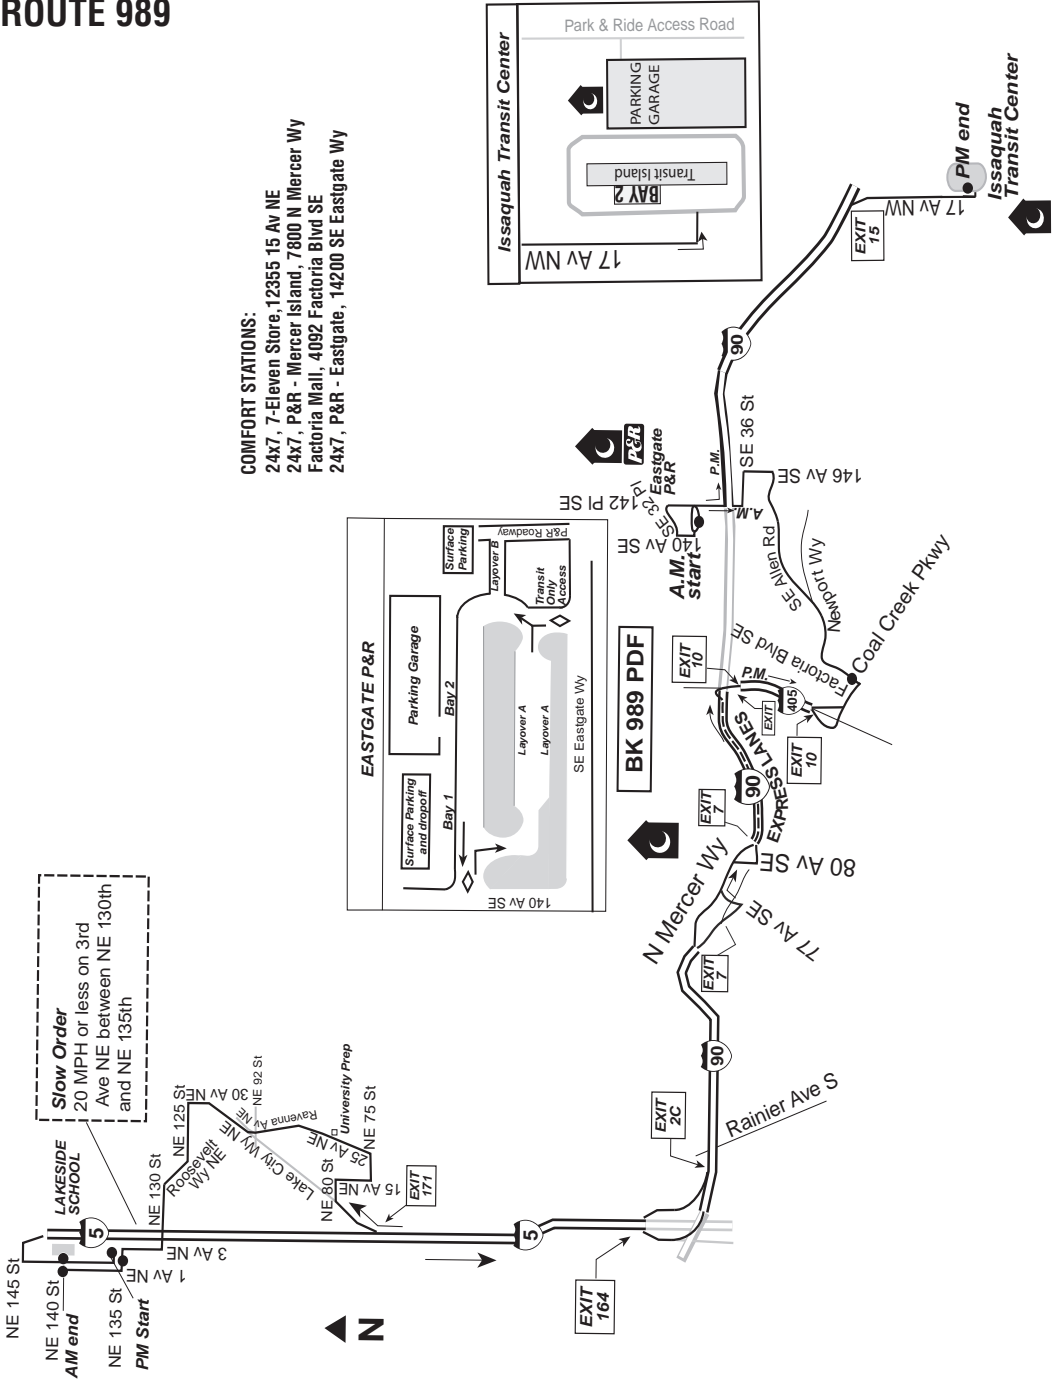 ROUTE 989
COMFORT STATIONS:
24x7, 7-Eleven Store,12355 15 Av NE
24x7, P&R - Mercer Island, 7800 N Mercer Wy
Factoria Mall, 4092 Factoria Blvd SE
24x7, P&R - Eastgate, 14200 SE Eastgate Wy
Issaquah Transit Center
Park & Ride Access Road
PARKING
GARAGE
Transit Island
BAY 2
17 Av NW
PM end
Issaquah
Transit Center
17 Av NW
EXIT
15
90
SE 36 St
146 Av SE
P&R
Eastgate
P&R
P.M.
A.M.
142 Pl SE
SE 32 Pl
140 Av SE
A.M.
start
SE Allen Rd
Newport Wy
Coal Creek Pkwy
Factoria Blvd SE
EXIT
10
P.M.
405
EXIT
EXIT
10
EASTGATE P&R
Surface
Parking
Parking Garage
Surface Parking
and dropoff
Bay 1
Bay 2
Layover B
P&R Roadway
Transit
Only
Access
Layover A
Layover A
SE Eastgate Wy
140 Av SE
BK 989 PDF
EXPRESS LANES
90
EXIT
7
80 Av SE
N Mercer Wy
77 Av SE
EXIT
7
90
EXIT
2C
Rainier Ave S
EXIT
164
5
Slow Order
20 MPH or less on 3rd
Ave NE between NE 130th
and NE 135th
LAKESIDE
SCHOOL
5
NE 145 St
NE 140 St
AM end
NE 135 St
PM Start
1 Av NE
3 Av NE
NE 130 St
Roosevelt
Wy NE
NE 125 St
30 Av NE
NE 92 St
Ravenna Av NE
Lake City Wy NE
University Prep
25 Av NE
NE 75 St
NE 80 St
15 Av NE
EXIT
171
N